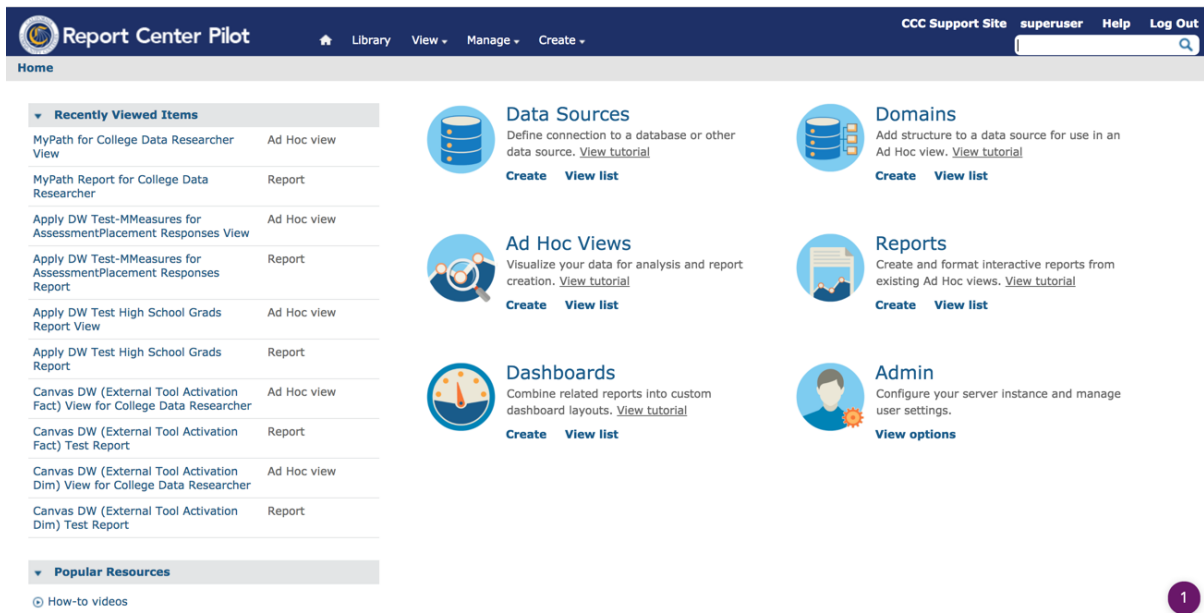 CCC Support Site superuser Help Log Out
Report Center Pilot
Library View Manage Create
Home
Recently Viewed Items
MyPath for College Data Researcher Ad Hoc view
View
MyPath Report for College Data Report
Researcher
Apply DW Test-MMeasures for Ad Hoc view
AssessmentPlacement Responses View
Apply DW Test-MMeasures for Report
AssessmentPlacement Responses
Report
Apply DW Test High School Grads Ad Hoc view
Report View
Apply DW Test High School Grads Report
Report
Canvas DW (External Tool Activation Ad Hoc view
Fact) View for College Data Researcher
Canvas DW (External Tool Activation Report
Fact) Test Report
Canvas DW (External Tool Activation Ad Hoc view
Dim) View for College Data Researcher
Canvas DW (External Tool Activation Report
Dim) Test Report
Popular Resources
How-to videos
Data Sources
Define connection to a database or other
data source. View tutorial
Create View list
Domains
Add structure to a data source for use in an
Ad Hoc view. View tutorial
Create View list
Ad Hoc Views
Visualize your data for analysis and report
creation. View tutorial
Create View list
Reports
Create and format interactive reports from
existing Ad Hoc views. View tutorial
Create View list
Dashboards
Combine related reports into custom
dashboard layouts. View tutorial
Create View list
Admin
Configure your server instance and manage
user settings.
View options
1